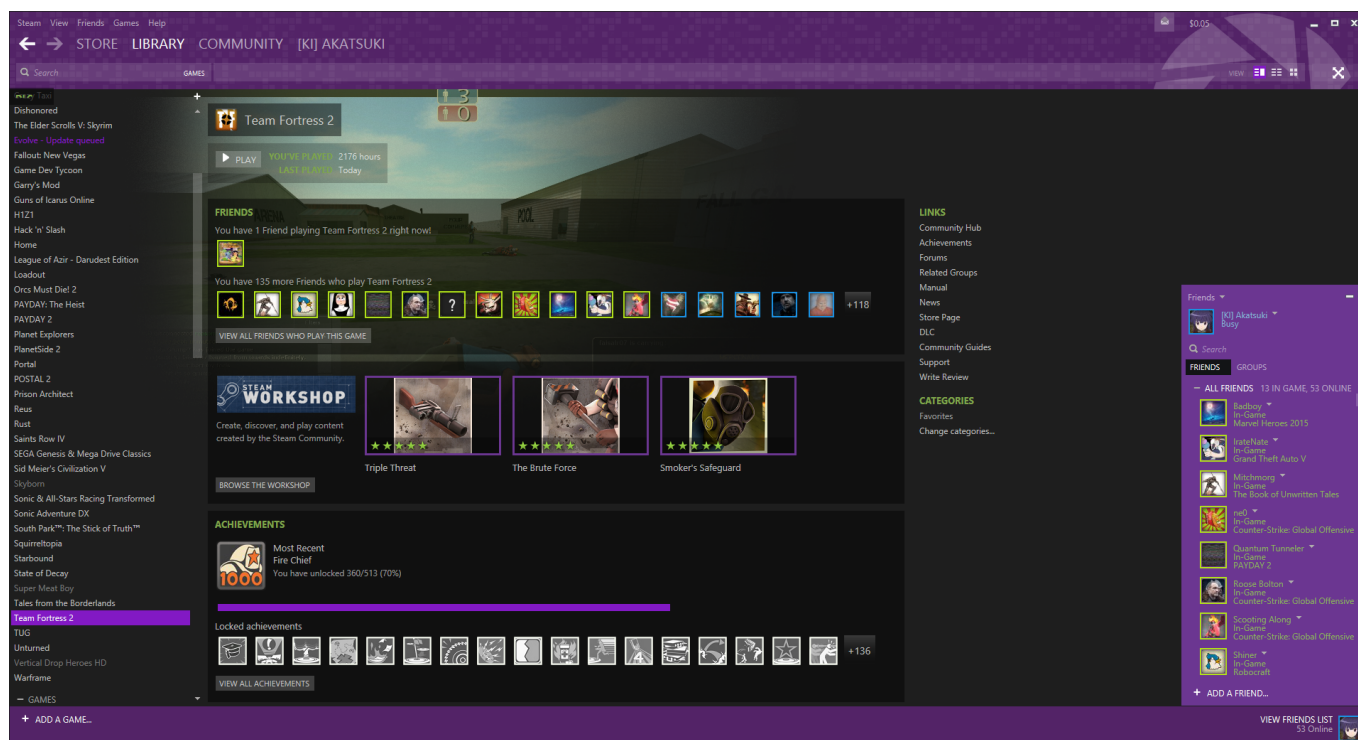 Steam View Friends Games Help
$0.05
STORE LIBRARY COMMUNITY [KI] AKATSUKI
Search
GAMES
VIEW
Dishonored
The Elder Scrolls V: Skyrim
Evolve - Update queued
Fallout: New Vegas
Game Dev Tycoon
Garry's Mod
Guns of Icarus Online
H1Z1
Hack 'n' Slash
Home
League of Azir - Darudest Edition
Loadout
Orcs Must Die! 2
PAYDAY: The Heist
PAYDAY 2
Planet Explorers
PlanetSide 2
Portal
POSTAL 2
Prison Architect
Reus
Rust
Saints Row IV
SEGA Genesis & Mega Drive Classics
Sid Meier's Civilization V
Skyborn
Sonic & All-Stars Racing Transformed
Sonic Adventure DX
South Park™: The Stick of Truth™
Squirreltopia
Starbound
State of Decay
Super Meat Boy
Tales from the Borderlands
Team Fortress 2
TUG
Unturned
Vertical Drop Heroes HD
Warframe
− GAMES
+ ADD A GAME...
3
0
Team Fortress 2
PLAY
YOU'VE PLAYED 2176 hours
LAST PLAYED Today
ARENA
POOL
FRIENDS
You have 1 Friend playing Team Fortress 2 right now!
You have 135 more Friends who play Team Fortress 2
?
+118
VIEW ALL FRIENDS WHO PLAY THIS GAME
STEAM
WORKSHOP
Create, discover, and play content
created by the Steam Community.
Triple Threat
The Brute Force
Smoker's Safeguard
BROWSE THE WORKSHOP
ACHIEVEMENTS
Most Recent
Fire Chief
You have unlocked 360/513 (70%)
1000
Locked achievements
+136
VIEW ALL ACHIEVEMENTS
LINKS
Community Hub
Achievements
Forums
Related Groups
Manual
News
Store Page
DLC
Community Guides
Support
Write Review
CATEGORIES
Favorites
Change categories...
Friends
[KI] Akatsuki
Busy
Search
FRIENDS GROUPS
− ALL FRIENDS 13 IN GAME, 53 ONLINE
Badboy
In-Game
Marvel Heroes 2015
IrateNate
In-Game
Grand Theft Auto V
Mitchmorg
In-Game
The Book of Unwritten Tales
ne0
In-Game
Counter-Strike: Global Offensive
Quantum Tunneler
In-Game
PAYDAY 2
Roose Bolton
In-Game
Counter-Strike: Global Offensive
Scooting Along
In-Game
Counter-Strike: Global Offensive
Shiner
In-Game
Robocraft
+ ADD A FRIEND...
VIEW FRIENDS LIST
53 Online